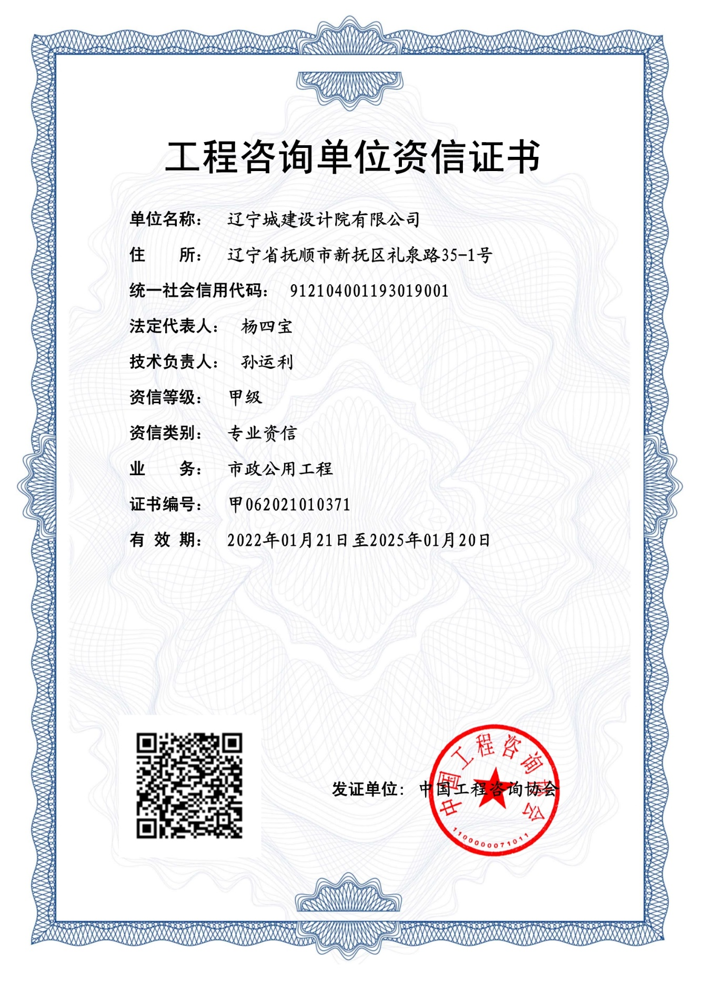 工程咨询单位资信证书
单位名称： 辽宁城建设计院有限公司
住 所： 辽宁省抚顺市新抚区礼泉路35-1号
统一社会信用代码： 912104001193019001
法定代表人： 杨四宝
技术负责人： 孙运利
资信等级： 甲级
资信类别： 专业资信
业 务： 市政公用工程
证书编号： 甲062021010371
有 效 期： 2022年01月21日至2025年01月20日
发证单位： 中国工程咨询协会
中国工程咨询协会
1100000071011